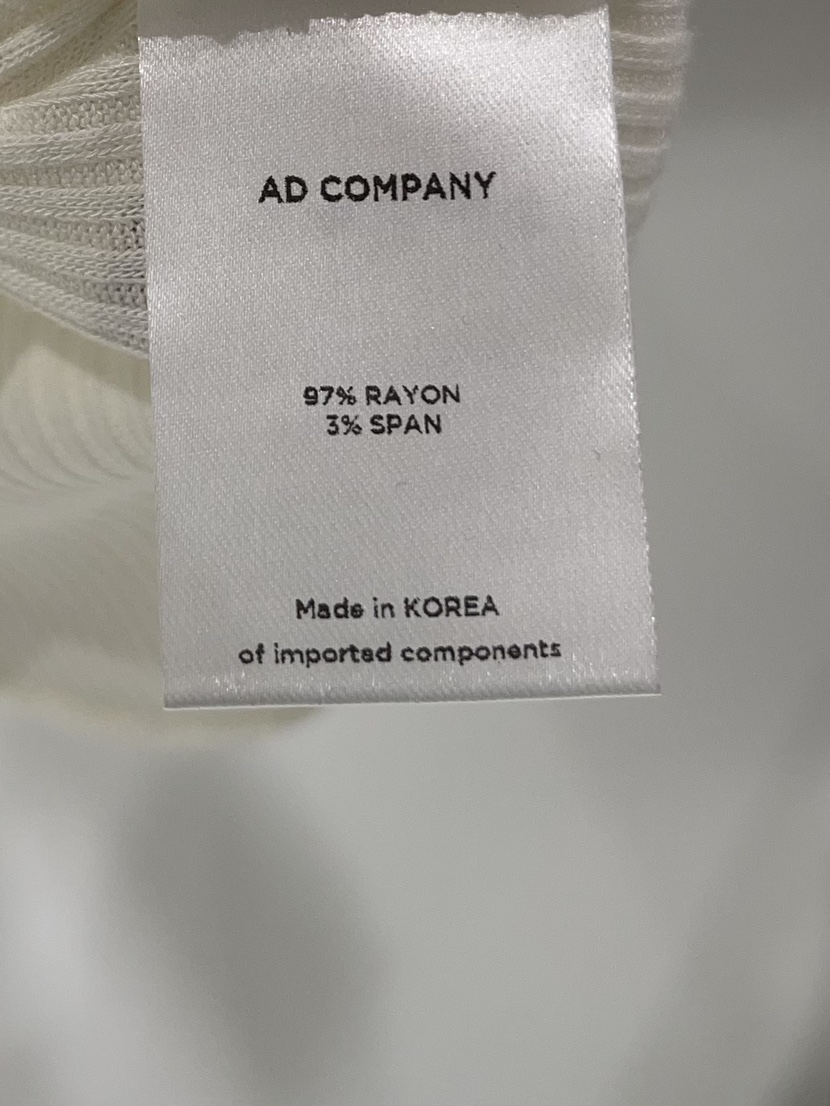 AD COMPANY
97% RAYON
3% SPAN
Made in KOREA
of imported components